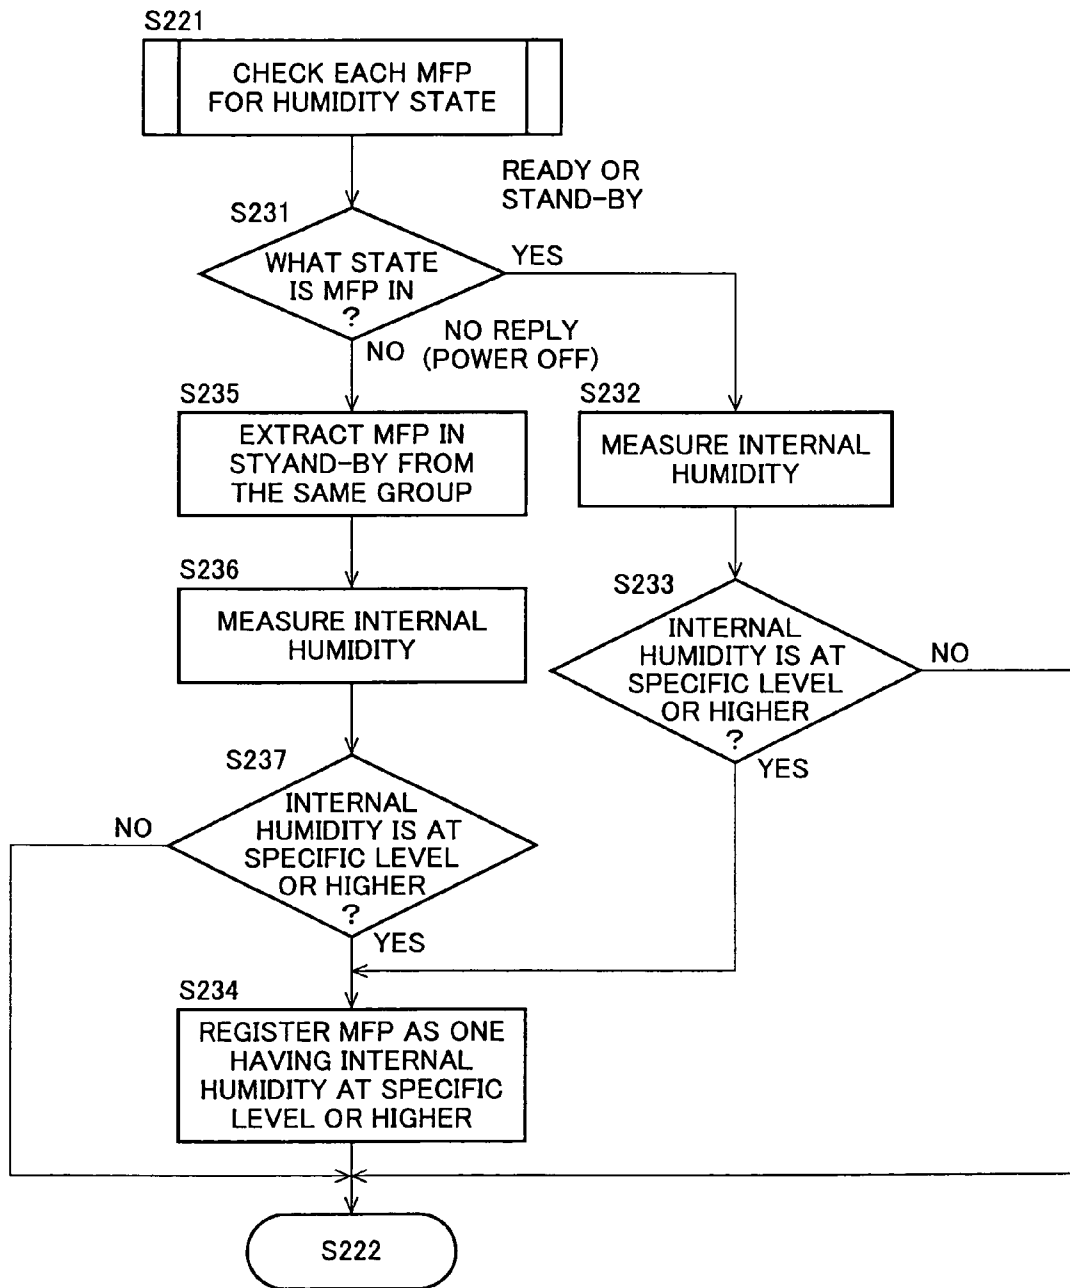 S221
CHECK EACH MFP
FOR HUMIDITY STATE
READY OR
STAND-BY
S231
WHAT STATE
IS MFP IN
?
YES
NO
NO REPLY
(POWER OFF)
S235
EXTRACT MFP IN
STYAND-BY FROM
THE SAME GROUP
S232
MEASURE INTERNAL
HUMIDITY
S236
MEASURE INTERNAL
HUMIDITY
S233
INTERNAL
HUMIDITY IS AT
SPECIFIC LEVEL
OR HIGHER
?
NO
YES
S237
INTERNAL
HUMIDITY IS AT
SPECIFIC LEVEL
OR HIGHER
?
NO
YES
S234
REGISTER MFP AS ONE
HAVING INTERNAL
HUMIDITY AT SPECIFIC
LEVEL OR HIGHER
S222